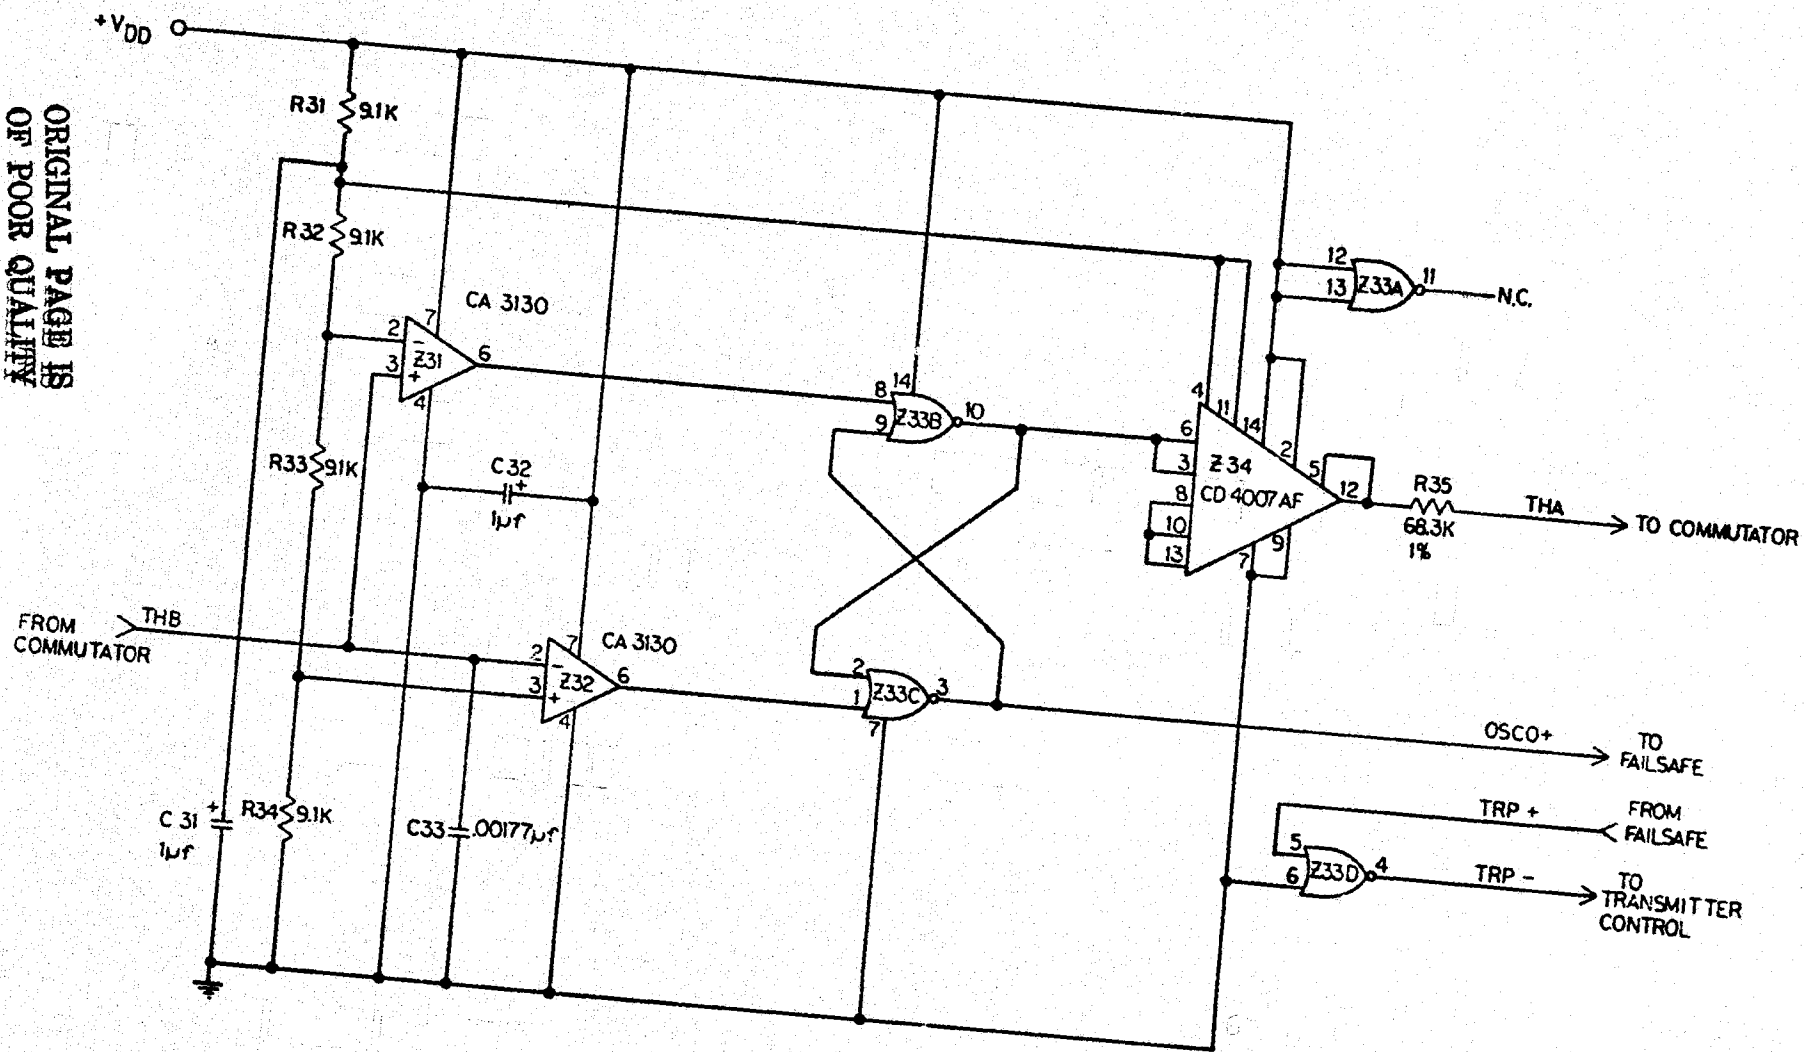 +VDD
ORIGINAL PAGE IS
OF POOR QUALITY
R31 9.1K
R32 9.1K
CA 3130
2
3
7
- Z31
+
4
6
R33 9.1K
C32
+
1μf
8
9
14
Z33B
10
12
13
Z33A
11
N.C.
4
11
14
2
5
6
3
8
10
13
Z34
CD 4007AF
12
7
9
R35
68.3K
1%
THA
TO COMMUTATOR
FROM
COMMUTATOR
THB
CA 3130
2
3
7
- Z32
+
4
6
2
1
Z33C
3
7
OSCO+
TO
FAILSAFE
C 31
+
1μf
R34 9.1K
C33 .00177μf
TRP +
FROM
FAILSAFE
5
6
Z33D
4
TRP -
TO
TRANSMITTER
CONTROL